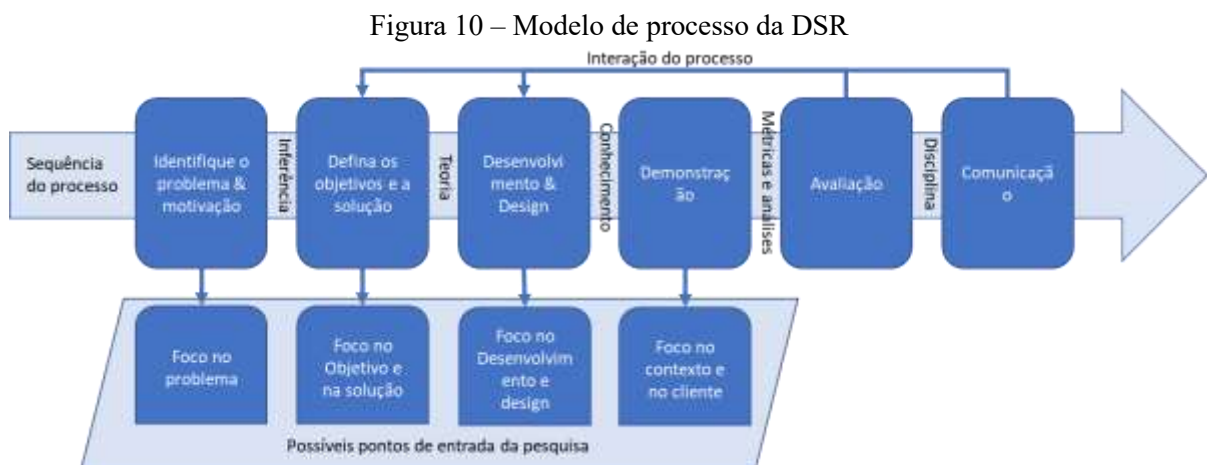 Figura 10 – Modelo de processo da DSR
Interação do processo
Sequência
do processo
Identifique o
problema &
motivação
Inferência
Defina os
objetivos e a
solução
Teoria
Desenvolvi
mento &
Design
Conhecimento
Demonstraç
ão
Métricas e análises
Avaliação
Disciplina
Comunicaçã
o
Foco no
problema
Foco no
Objetivo e
na solução
Foco no
Desenvolvim
ento e
design
Foco no
contexto e
no cliente
Possíveis pontos de entrada da pesquisa